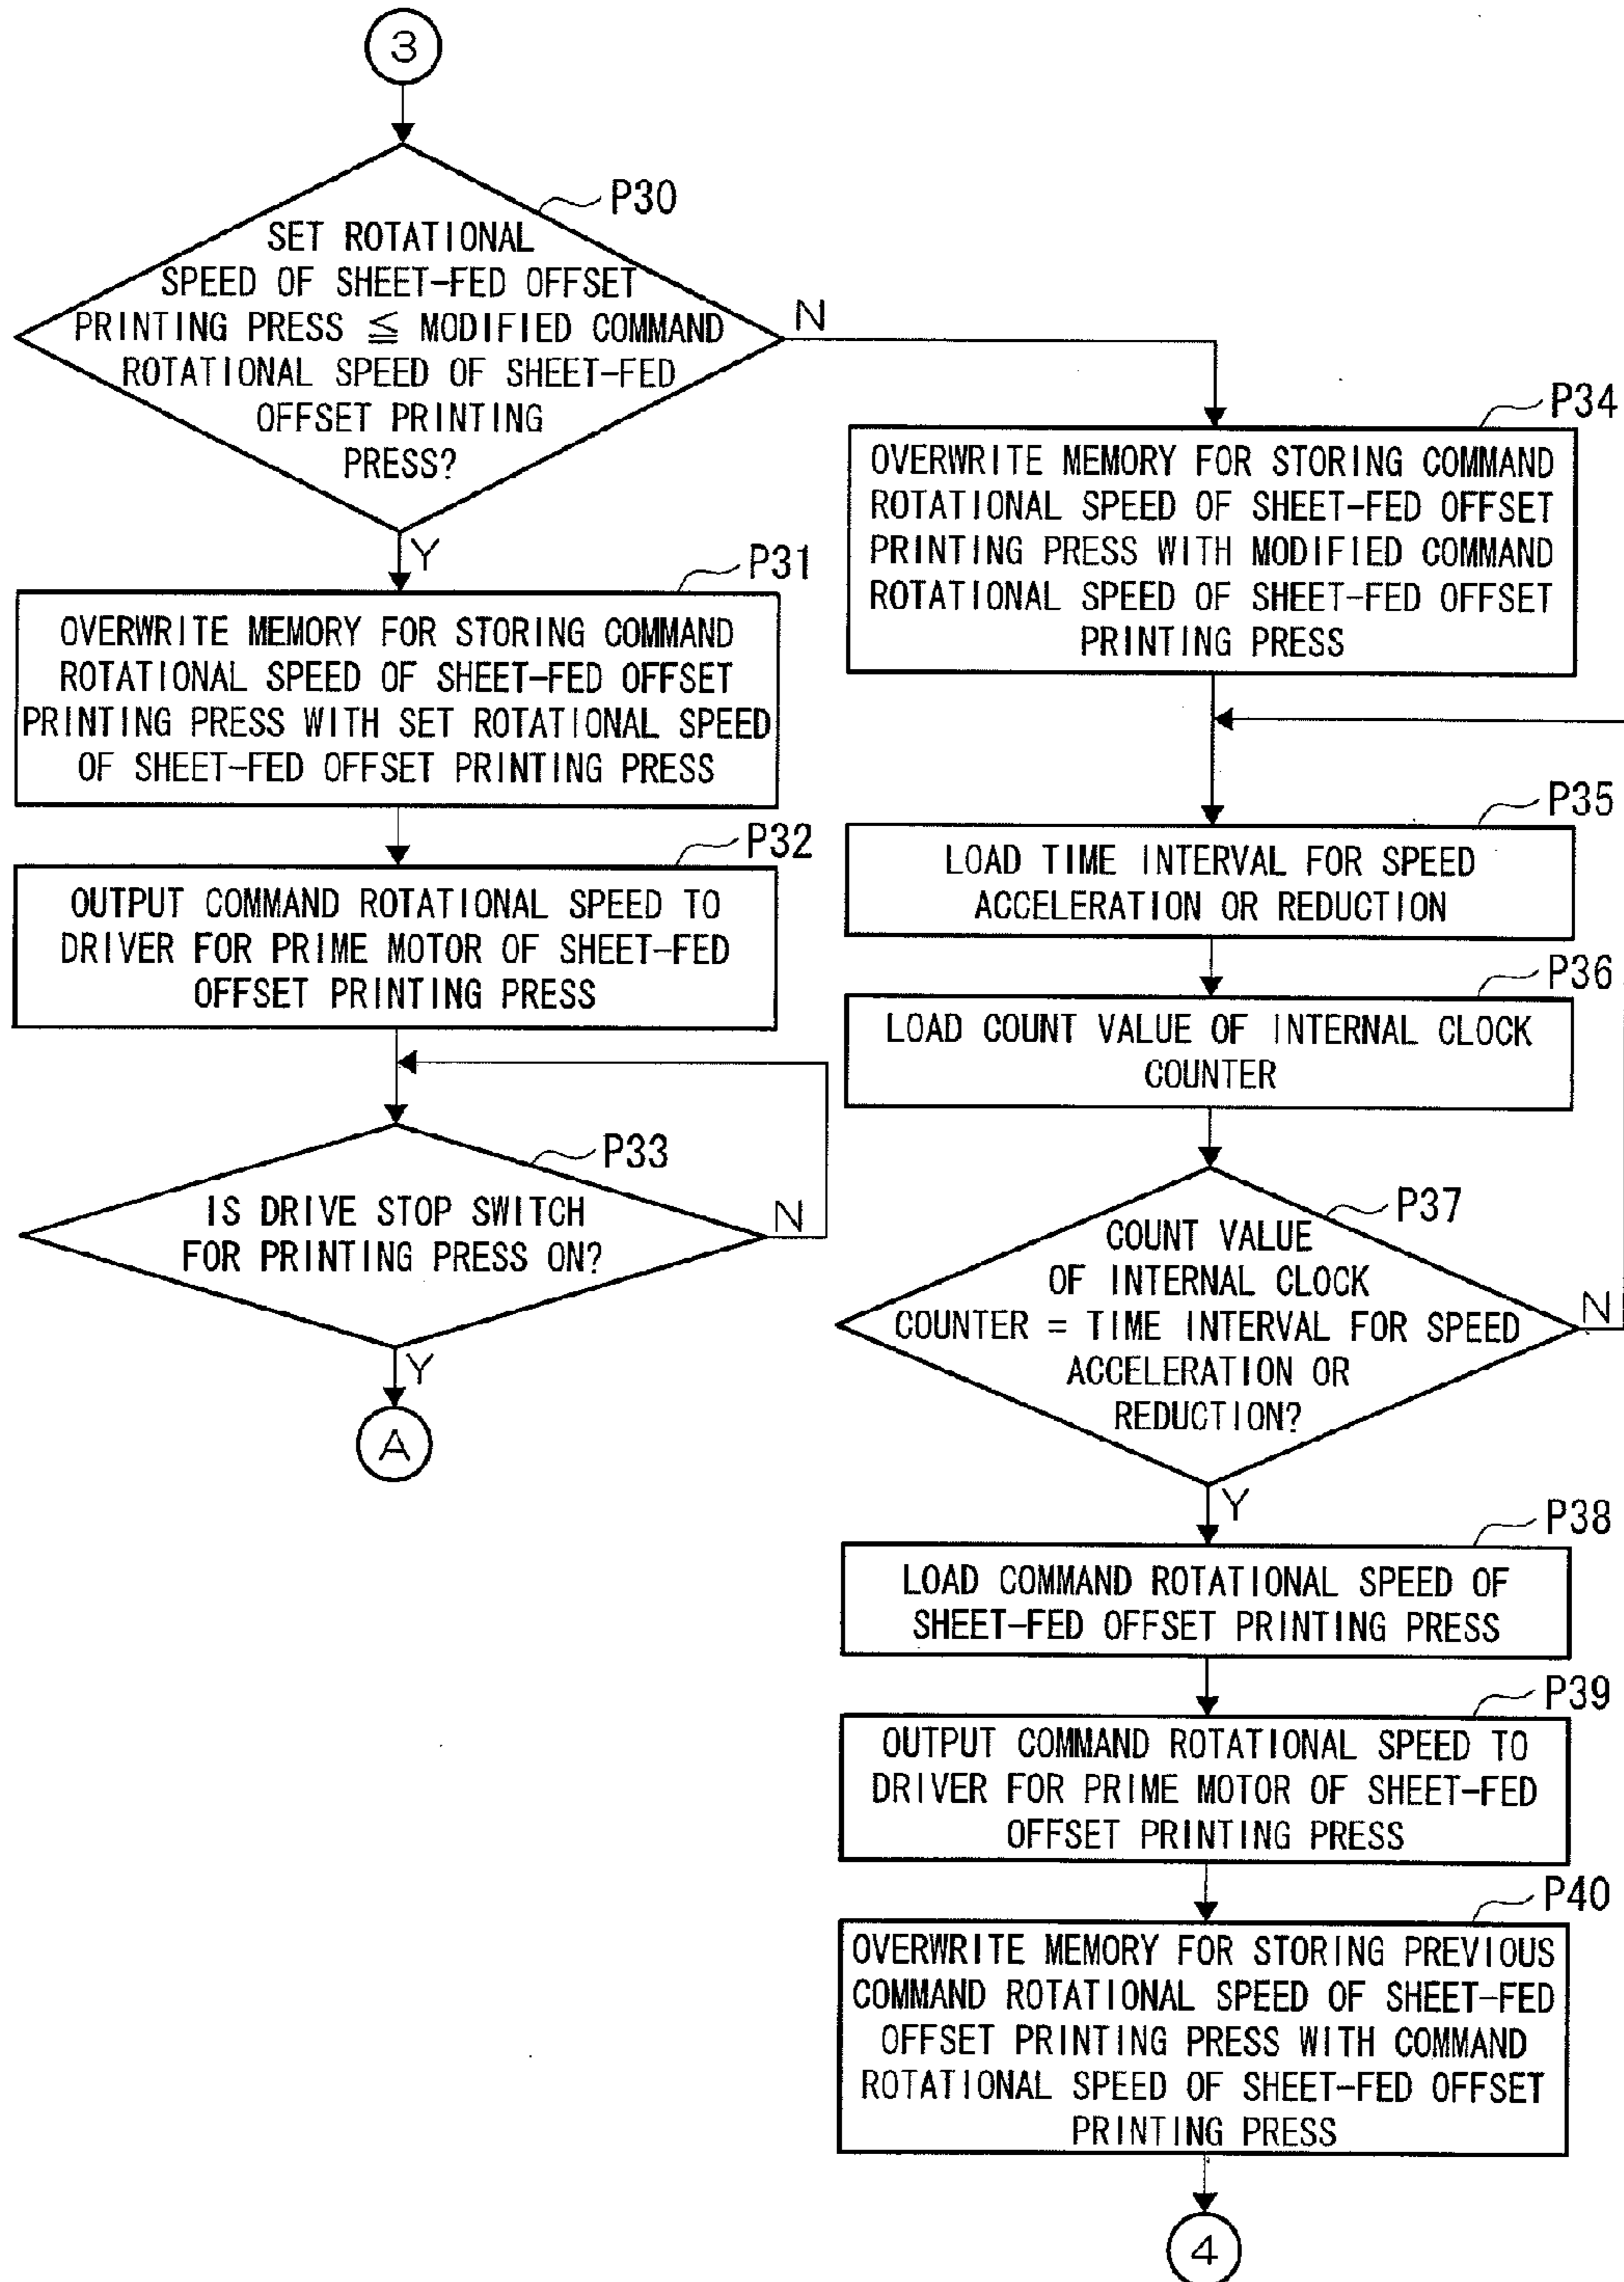 3
P30
SET ROTATIONAL
SPEED OF SHEET-FED OFFSET
PRINTING PRESS ≦ MODIFIED COMMAND
ROTATIONAL SPEED OF SHEET-FED
OFFSET PRINTING
PRESS?
N
Y
P31
OVERWRITE MEMORY FOR STORING COMMAND
ROTATIONAL SPEED OF SHEET-FED OFFSET
PRINTING PRESS WITH SET ROTATIONAL SPEED
OF SHEET-FED OFFSET PRINTING PRESS
P32
OUTPUT COMMAND ROTATIONAL SPEED TO
DRIVER FOR PRIME MOTOR OF SHEET-FED
OFFSET PRINTING PRESS
P33
IS DRIVE STOP SWITCH
FOR PRINTING PRESS ON?
N
Y
A
P34
OVERWRITE MEMORY FOR STORING COMMAND
ROTATIONAL SPEED OF SHEET-FED OFFSET
PRINTING PRESS WITH MODIFIED COMMAND
ROTATIONAL SPEED OF SHEET-FED OFFSET
PRINTING PRESS
P35
LOAD TIME INTERVAL FOR SPEED
ACCELERATION OR REDUCTION
P36
LOAD COUNT VALUE OF INTERNAL CLOCK
COUNTER
P37
COUNT VALUE
OF INTERNAL CLOCK
COUNTER = TIME INTERVAL FOR SPEED
ACCELERATION OR
REDUCTION?
N
Y
P38
LOAD COMMAND ROTATIONAL SPEED OF
SHEET-FED OFFSET PRINTING PRESS
P39
OUTPUT COMMAND ROTATIONAL SPEED TO
DRIVER FOR PRIME MOTOR OF SHEET-FED
OFFSET PRINTING PRESS
P40
OVERWRITE MEMORY FOR STORING PREVIOUS
COMMAND ROTATIONAL SPEED OF SHEET-FED
OFFSET PRINTING PRESS WITH COMMAND
ROTATIONAL SPEED OF SHEET-FED OFFSET
PRINTING PRESS
4